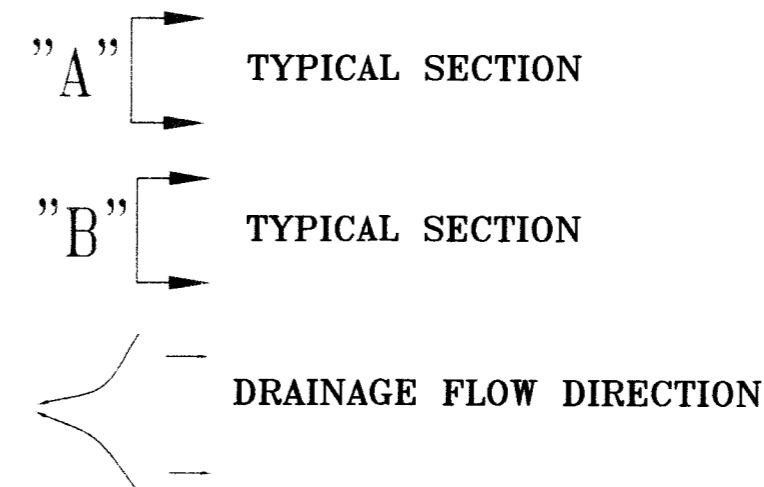 "A" TYPICAL SECTION
"B" TYPICAL SECTION
DRAINAGE FLOW DIRECTION